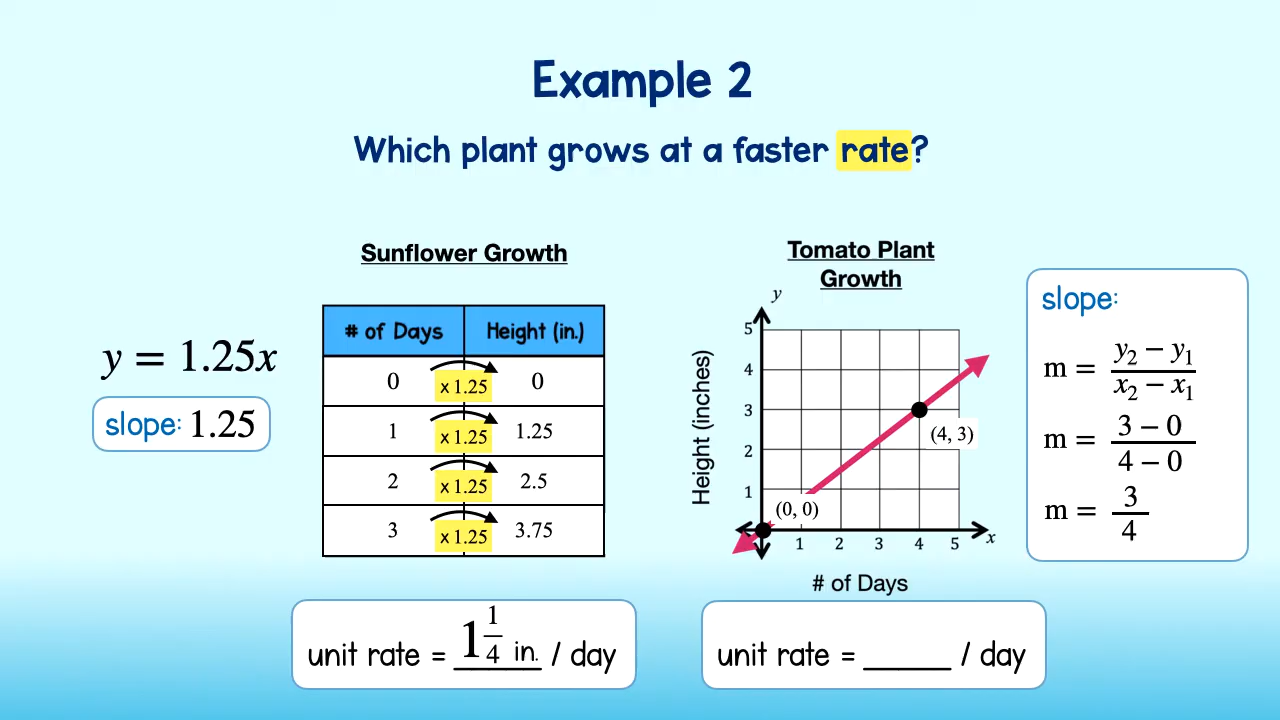 Example 2
Which plant grows at a faster rate?
y = 1.25x
slope: 1.25
Sunflower Growth
# of Days Height (in.)
0 x 1.25 0
1 x 1.25 1.25
2 x 1.25 2.5
3 x 1.25 3.75
unit rate = 1 1/4 in. / day
Tomato Plant
Growth
y
Height (inches)
5
4
3
2
1
(4, 3)
(0, 0)
1 2 3 4 5 x
# of Days
unit rate = ______ / day
slope:
m = y₂ − y₁ / x₂ − x₁
m = 3 − 0 / 4 − 0
m = 3 / 4